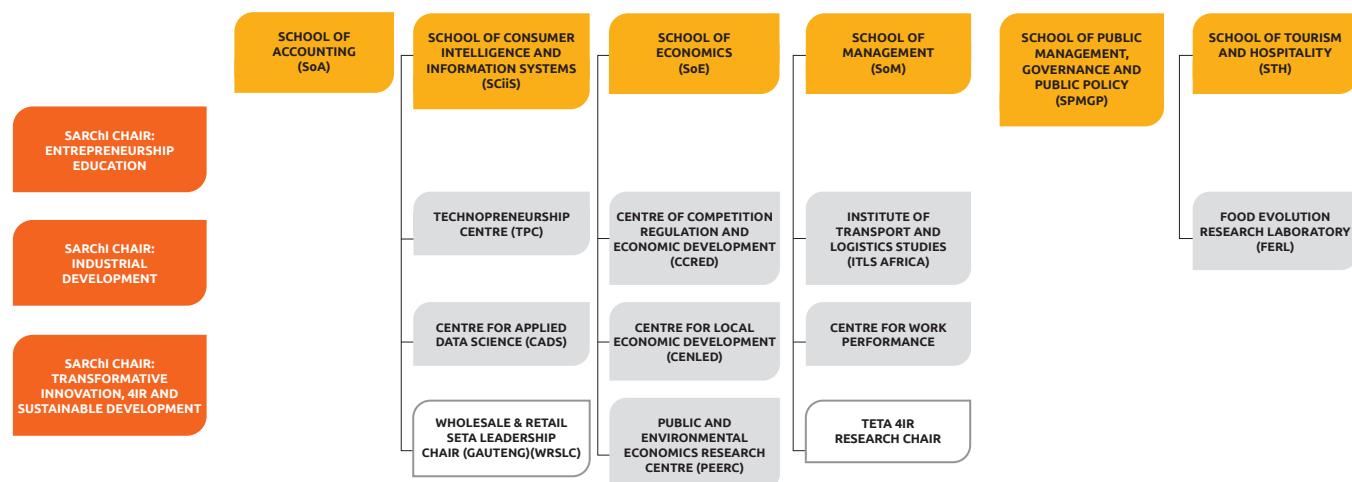 SCHOOL OF
ACCOUNTING
(SoA)
SCHOOL OF CONSUMER
INTELLIGENCE AND
INFORMATION SYSTEMS
(SCiiS)
SCHOOL OF
ECONOMICS
(SoE)
SCHOOL OF
MANAGEMENT
(SoM)
SCHOOL OF PUBLIC
MANAGEMENT,
GOVERNANCE AND
PUBLIC POLICY
(SPMGP)
SCHOOL OF TOURISM
AND HOSPITALITY
(STH)
SARChI CHAIR:
ENTREPRENEURSHIP
EDUCATION
SARChI CHAIR:
INDUSTRIAL
DEVELOPMENT
SARChI CHAIR:
TRANSFORMATIVE
INNOVATION, 4IR AND
SUSTAINABLE DEVELOPMENT
TECHNOPRENEURSHIP
CENTRE (TPC)
CENTRE OF COMPETITION
REGULATION AND
ECONOMIC DEVELOPMENT
(CCRED)
INSTITUTE OF
TRANSPORT AND
LOGISTICS STUDIES
(ITLS AFRICA)
FOOD EVOLUTION
RESEARCH LABORATORY
(FERL)
CENTRE FOR APPLIED
DATA SCIENCE (CADS)
CENTRE FOR LOCAL
ECONOMIC DEVELOPMENT
(CENLED)
CENTRE FOR WORK
PERFORMANCE
WHOLESALE & RETAIL
SETA LEADERSHIP
CHAIR (GAUTENG)(WRSLC)
PUBLIC AND
ENVIRONMENTAL
ECONOMICS RESEARCH
CENTRE (PEERC)
TETA 4IR
RESEARCH CHAIR